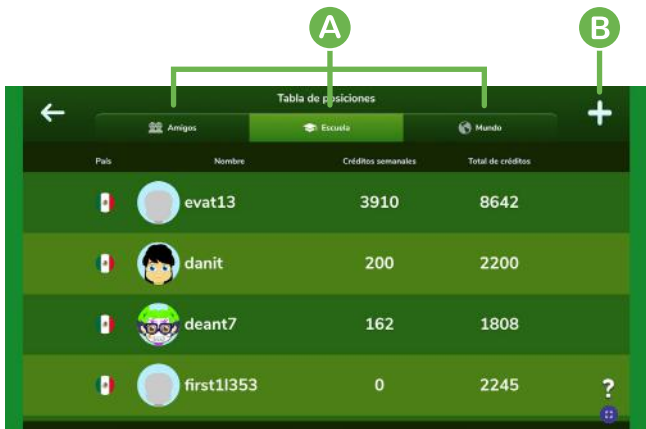 A
B
Tabla de posiciones
Amigos
Escuela
Mundo
País Nombre Créditos semanales Total de créditos
evat13 3910 8642
danit 200 2200
deant7 162 1808
first1l353 0 2245
?